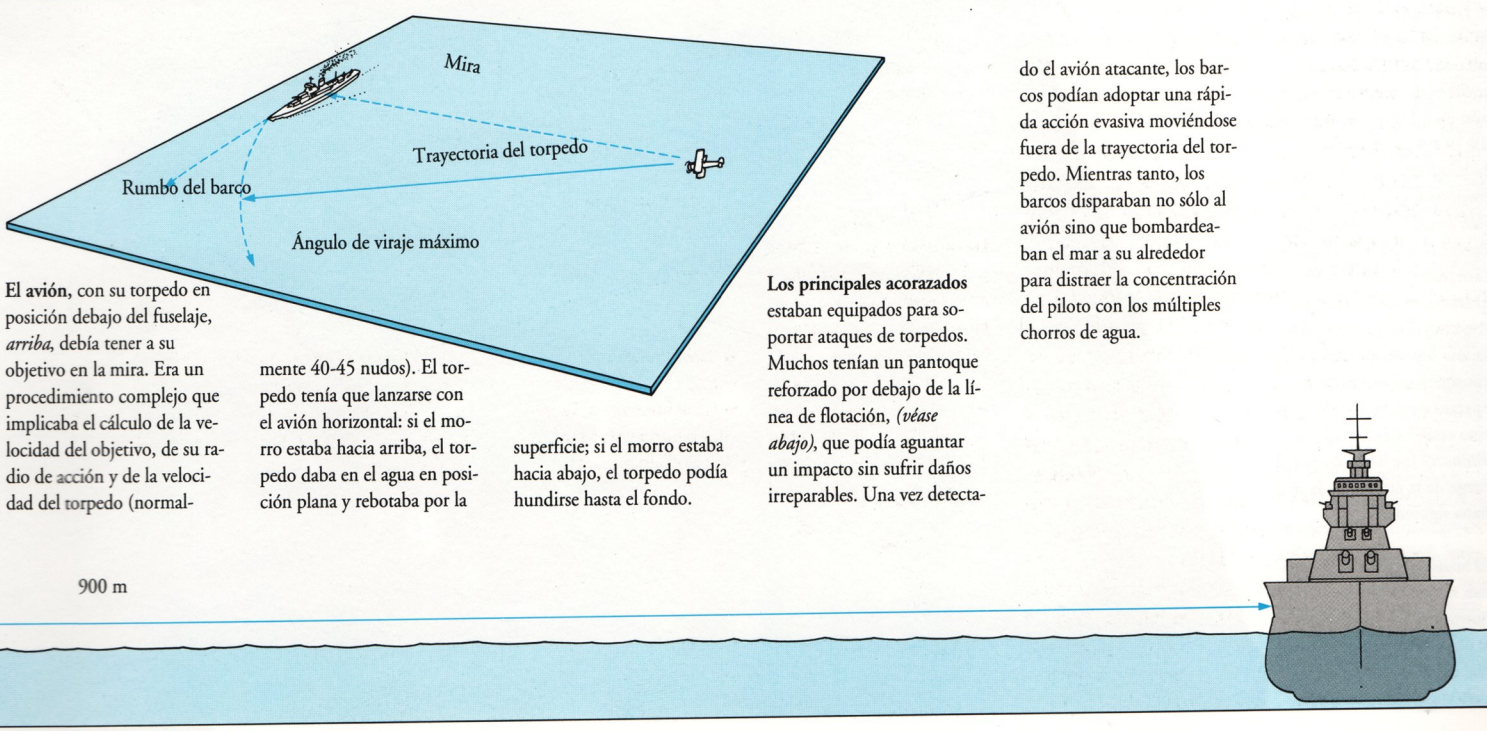 Mira
Trayectoria del torpedo
Rumbo del barco
Ángulo de viraje máximo
El avión, con su torpedo en
posición debajo del fuselaje,
arriba, debía tener a su
objetivo en la mira. Era un
procedimiento complejo que
implicaba el cálculo de la ve-
locidad del objetivo, de su ra-
dio de acción y de la veloci-
dad del torpedo (normal-
mente 40-45 nudos). El tor-
pedo tenía que lanzarse con
el avión horizontal: si el mo-
rro estaba hacia arriba, el tor-
pedo daba en el agua en posi-
ción plana y rebotaba por la
superficie; si el morro estaba
hacia abajo, el torpedo podía
hundirse hasta el fondo.
Los principales acorazados
estaban equipados para so-
portar ataques de torpedos.
Muchos tenían un pantoque
reforzado por debajo de la lí-
nea de flotación, (véase
abajo), que podía aguantar
un impacto sin sufrir daños
irreparables. Una vez detecta-
do el avión atacante, los bar-
cos podían adoptar una rápi-
da acción evasiva moviéndose
fuera de la trayectoria del tor-
pedo. Mientras tanto, los
barcos disparaban no sólo al
avión sino que bombardea-
ban el mar a su alrededor
para distraer la concentración
del piloto con los múltiples
chorros de agua.
900 m